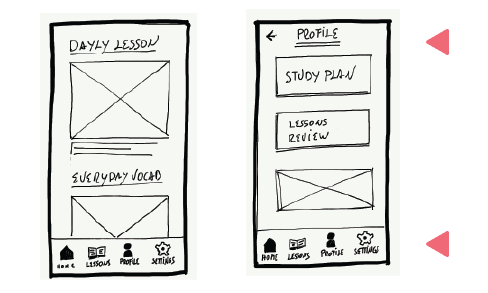 DAYLY LESSON
EVERYDAY VOCAB
HOME LESSONS PROFILE SETTINGS
PROFILE
STUDY PLAN
LESSONS
REVIEW
HOME LESSONS PROFILE SETTINGS